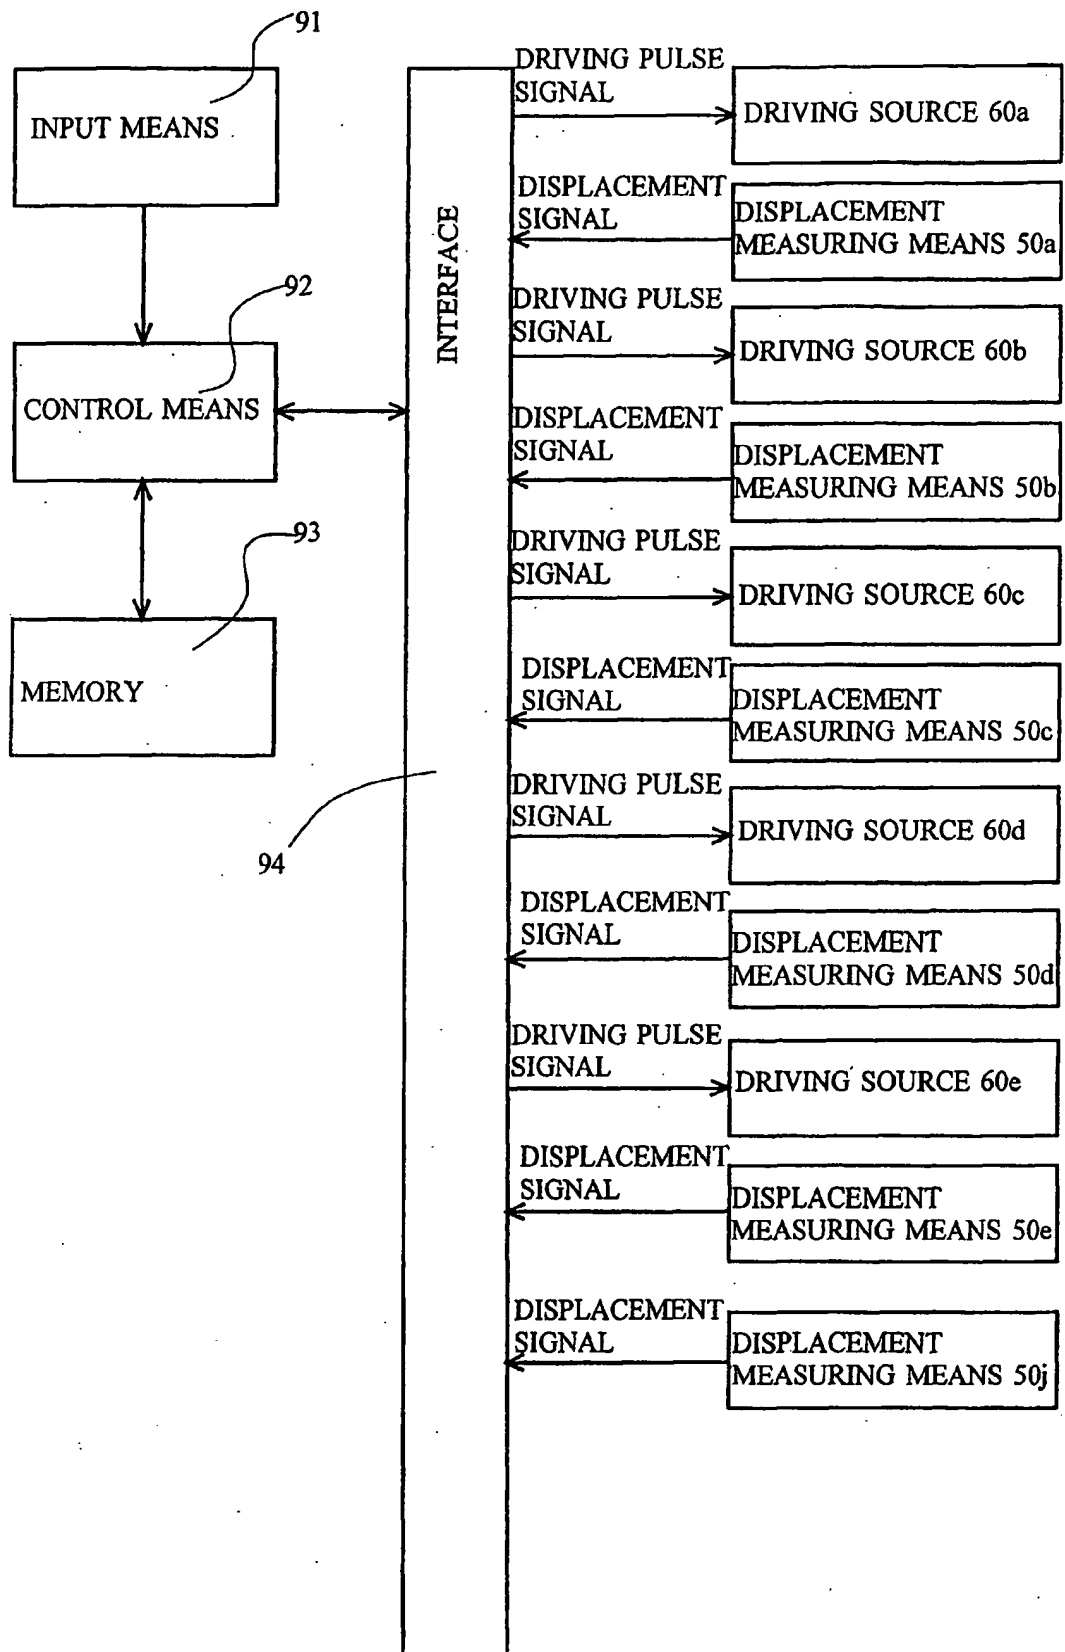 91
INPUT MEANS
92
CONTROL MEANS
93
MEMORY
94
INTERFACE
DRIVING PULSE
SIGNAL
DRIVING SOURCE 60a
DISPLACEMENT
SIGNAL
DISPLACEMENT
MEASURING MEANS 50a
DRIVING PULSE
SIGNAL
DRIVING SOURCE 60b
DISPLACEMENT
SIGNAL
DISPLACEMENT
MEASURING MEANS 50b
DRIVING PULSE
SIGNAL
DRIVING SOURCE 60c
DISPLACEMENT
SIGNAL
DISPLACEMENT
MEASURING MEANS 50c
DRIVING PULSE
SIGNAL
DRIVING SOURCE 60d
DISPLACEMENT
SIGNAL
DISPLACEMENT
MEASURING MEANS 50d
DRIVING PULSE
SIGNAL
DRIVING SOURCE 60e
DISPLACEMENT
SIGNAL
DISPLACEMENT
MEASURING MEANS 50e
DISPLACEMENT
SIGNAL
DISPLACEMENT
MEASURING MEANS 50j